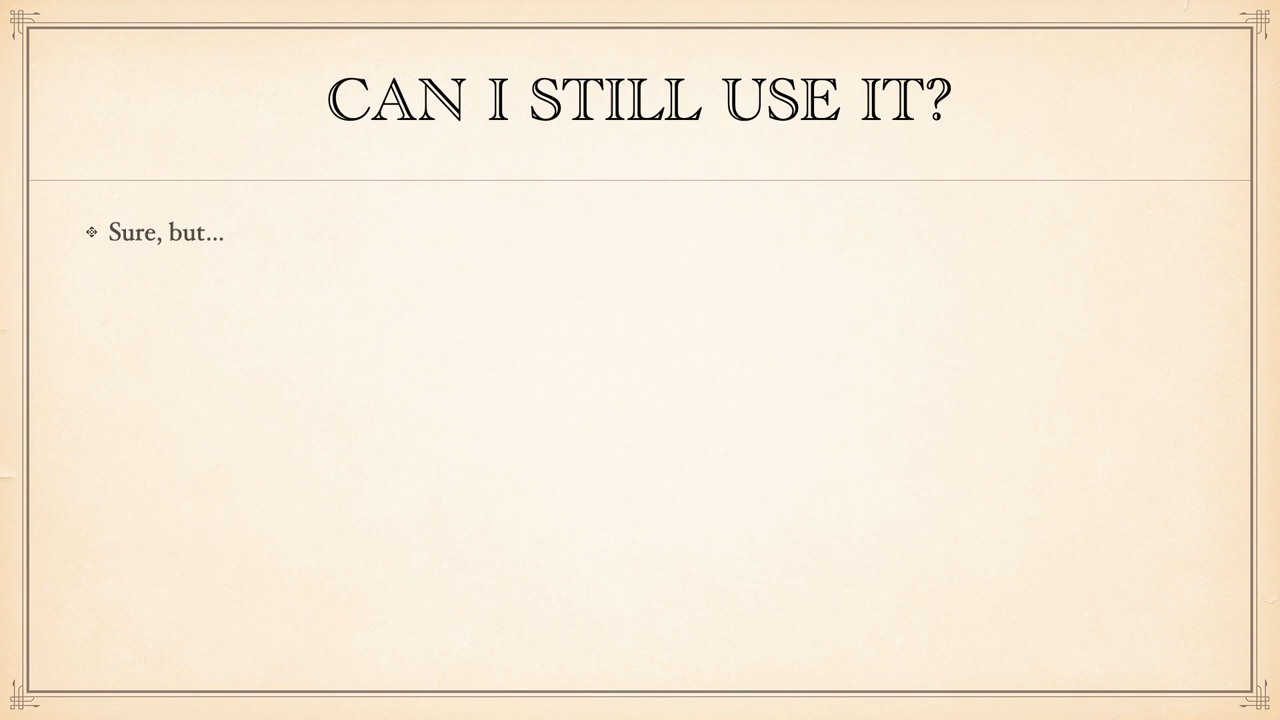 CAN I STILL USE IT?
Sure, but…